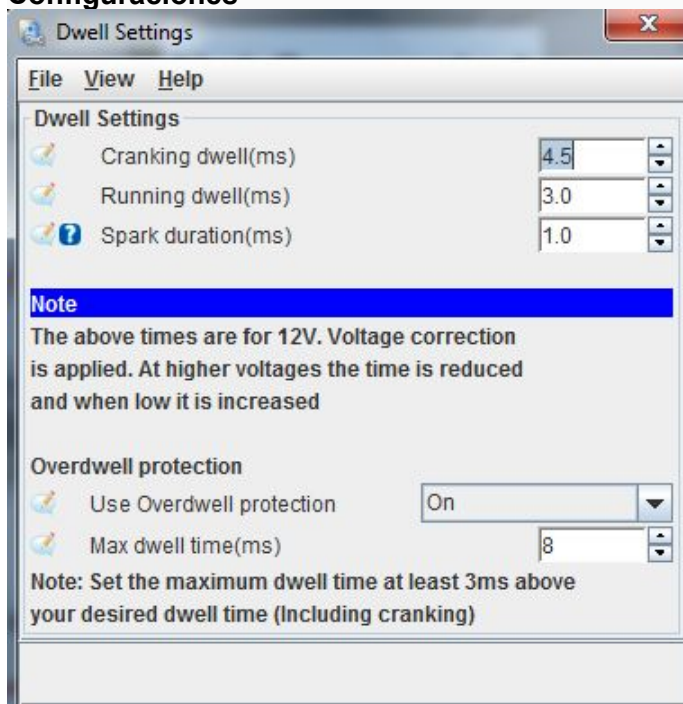 Configuraciones
Dwell Settings
File View Help
Dwell Settings
Cranking dwell(ms) 4.5
Running dwell(ms) 3.0
Spark duration(ms) 1.0
Note
The above times are for 12V. Voltage correction
is applied. At higher voltages the time is reduced
and when low it is increased
Overdwell protection
Use Overdwell protection On
Max dwell time(ms) 8
Note: Set the maximum dwell time at least 3ms above
your desired dwell time (Including cranking)